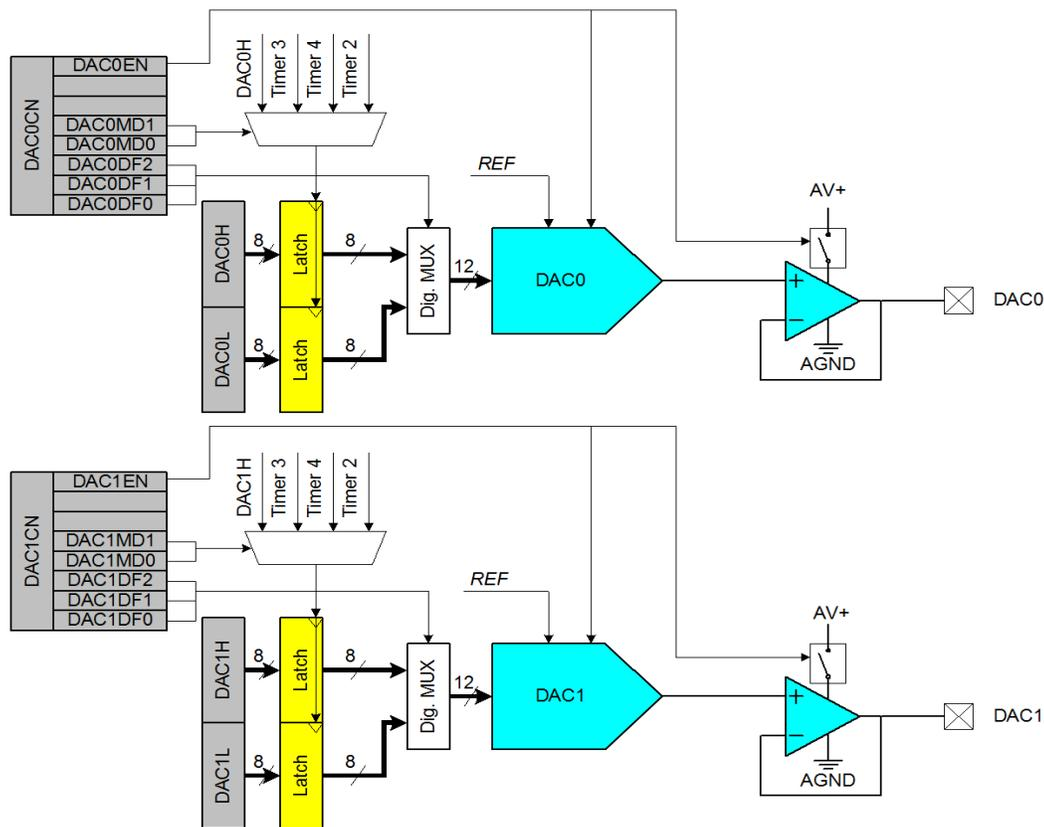 DAC0CN
DAC0EN
DAC0MD1
DAC0MD0
DAC0DF2
DAC0DF1
DAC0DF0
DAC0H
Timer 3
Timer 4
Timer 2
REF
AV+
DAC0H
8
Latch
8
Dig. MUX
12
DAC0
+
−
AGND
DAC0
DAC0L
8
Latch
8
DAC1CN
DAC1EN
DAC1MD1
DAC1MD0
DAC1DF2
DAC1DF1
DAC1DF0
DAC1H
Timer 3
Timer 4
Timer 2
REF
AV+
DAC1H
8
Latch
8
Dig. MUX
12
DAC1
+
−
AGND
DAC1
DAC1L
8
Latch
8